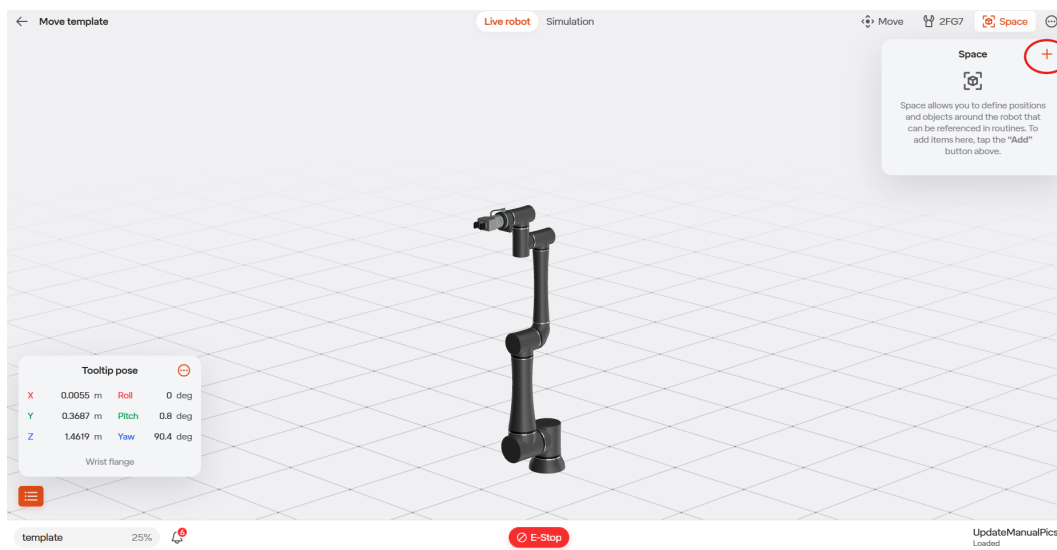 Move template
Live robot
Simulation
Move
2FG7
Space
Space
Space allows you to define positions
and objects around the robot that
can be referenced in routines. To
add items here, tap the "Add"
button above.
Tooltip pose
X 0.0055 m Roll 0 deg
Y 0.3687 m Pitch 0.8 deg
Z 1.4619 m Yaw 90.4 deg
Wrist flange
template 25%
6
E-Stop
UpdateManualPics
Loaded